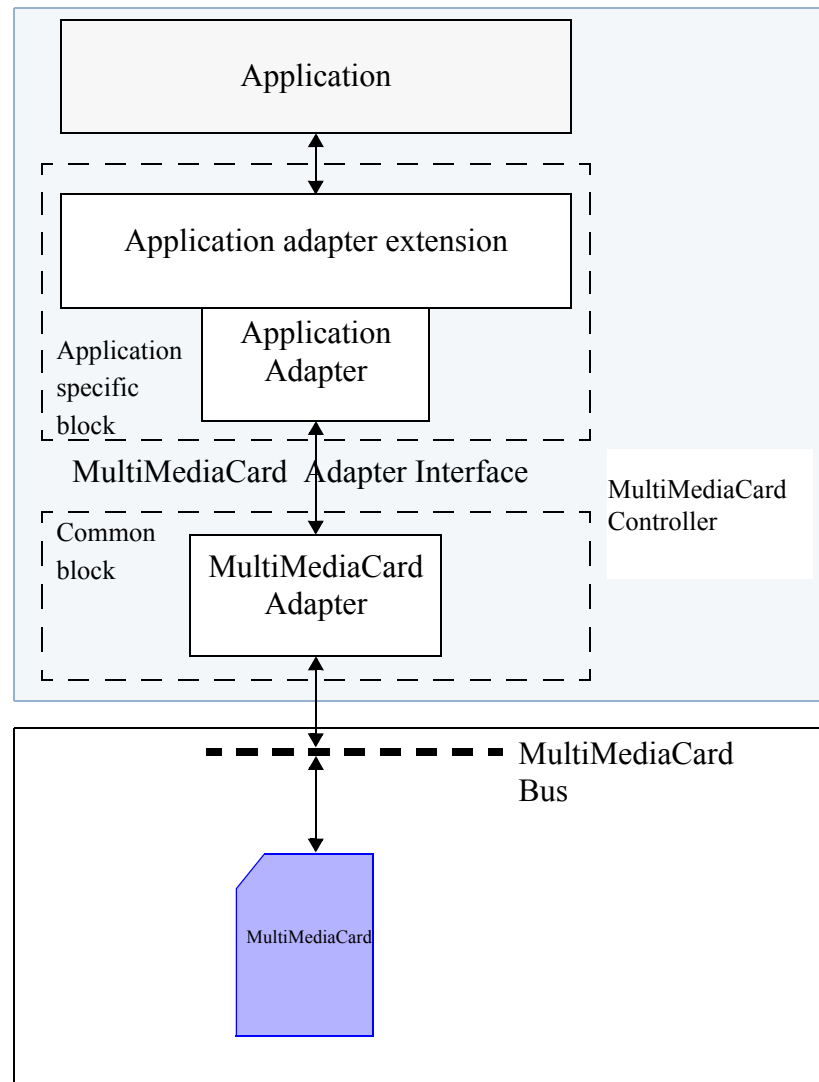 Application
Application adapter extension
Application
Adapter
Application
specific
block
MultiMediaCard  Adapter Interface
MultiMediaCard
Controller
Common
block
MultiMediaCard
Adapter
MultiMediaCard
Bus
MultiMediaCard